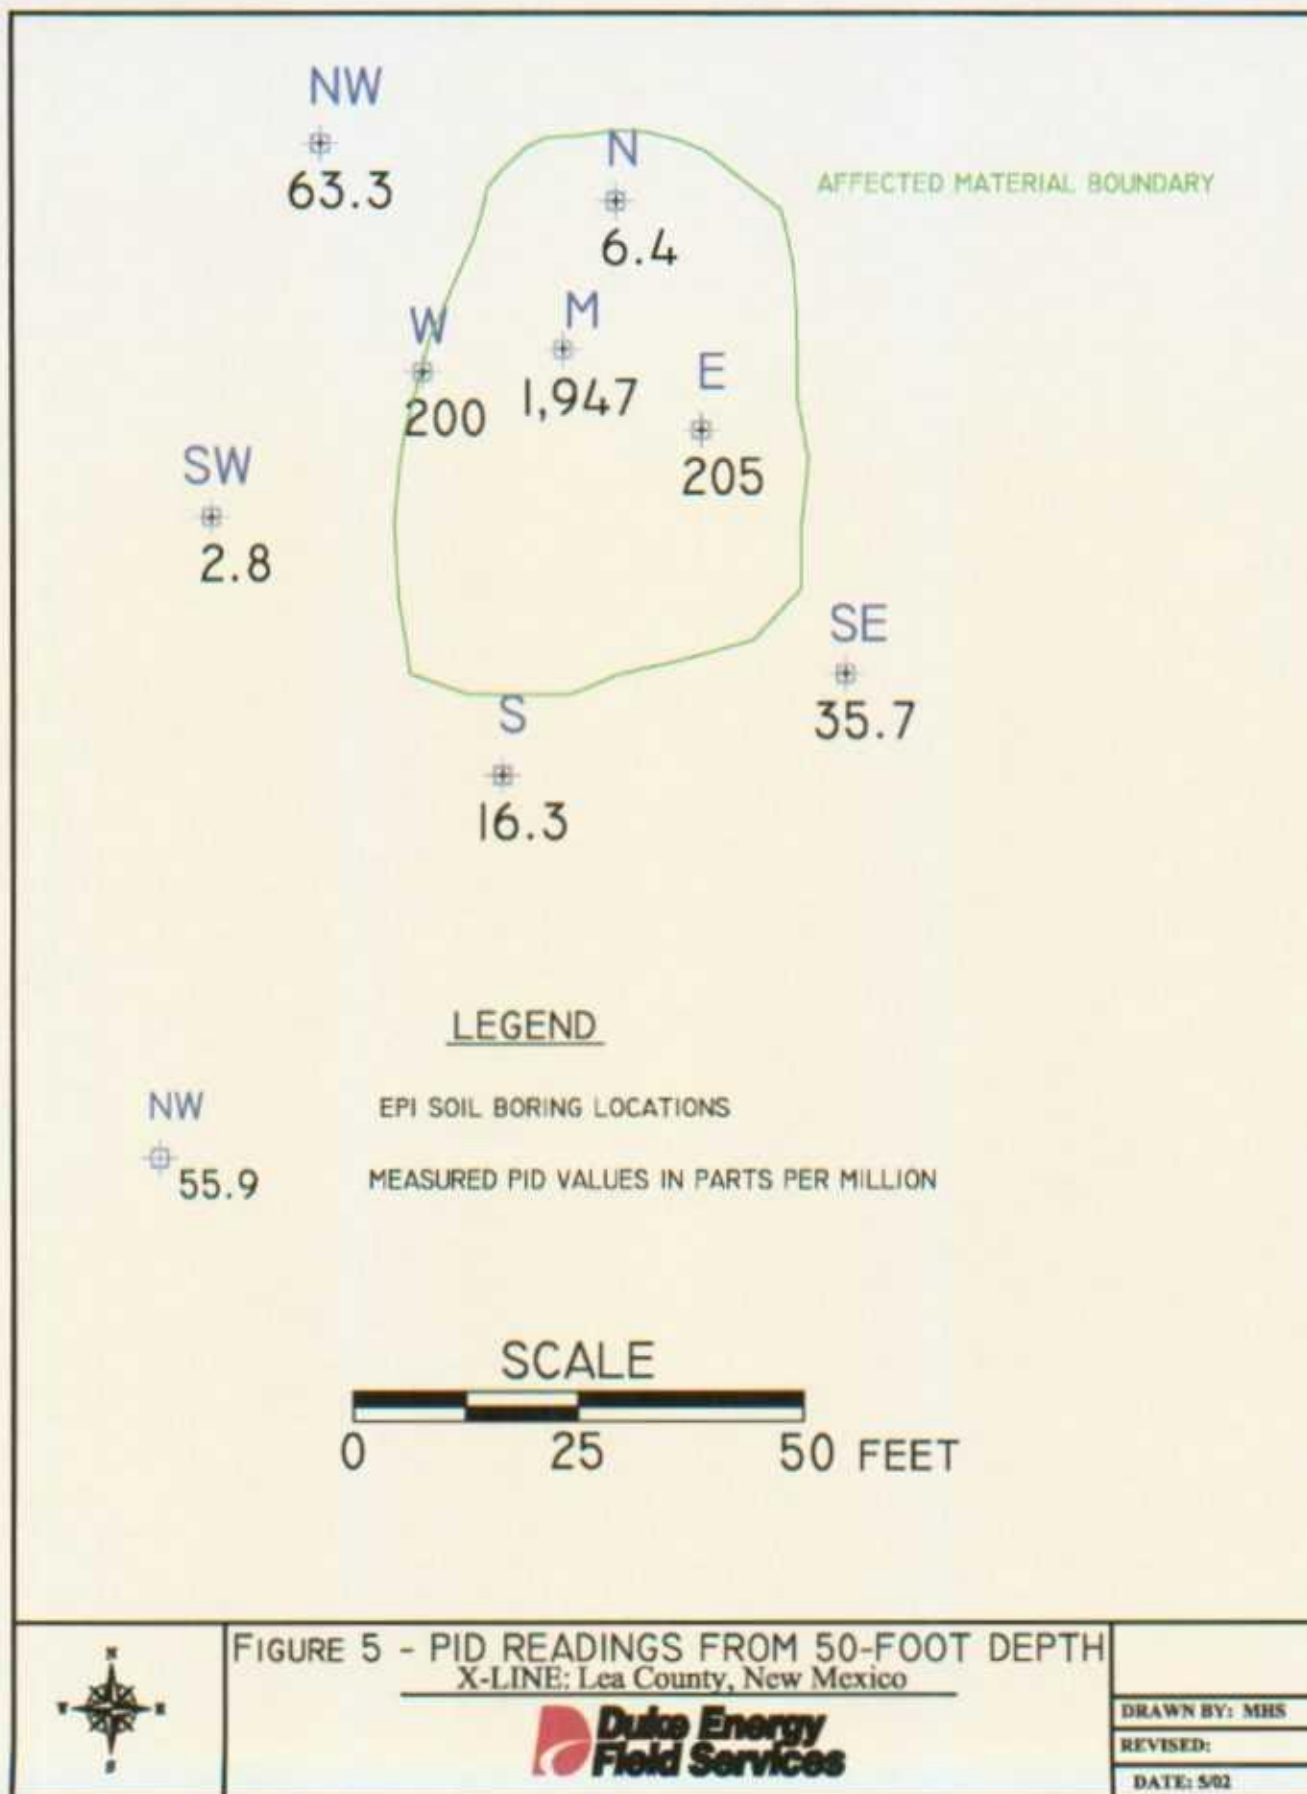 NW
63.3
N
6.4
AFFECTED MATERIAL BOUNDARY
W
200
M
1,947
E
205
SW
2.8
SE
35.7
S
16.3
LEGEND
NW
EPI SOIL BORING LOCATIONS
55.9
MEASURED PID VALUES IN PARTS PER MILLION
SCALE
0 25 50 FEET
N
W E
S
FIGURE 5 - PID READINGS FROM 50-FOOT DEPTH
X-LINE: Lea County, New Mexico
Duke Energy
Field Services
DRAWN BY: MHS
REVISED:
DATE: 5/02